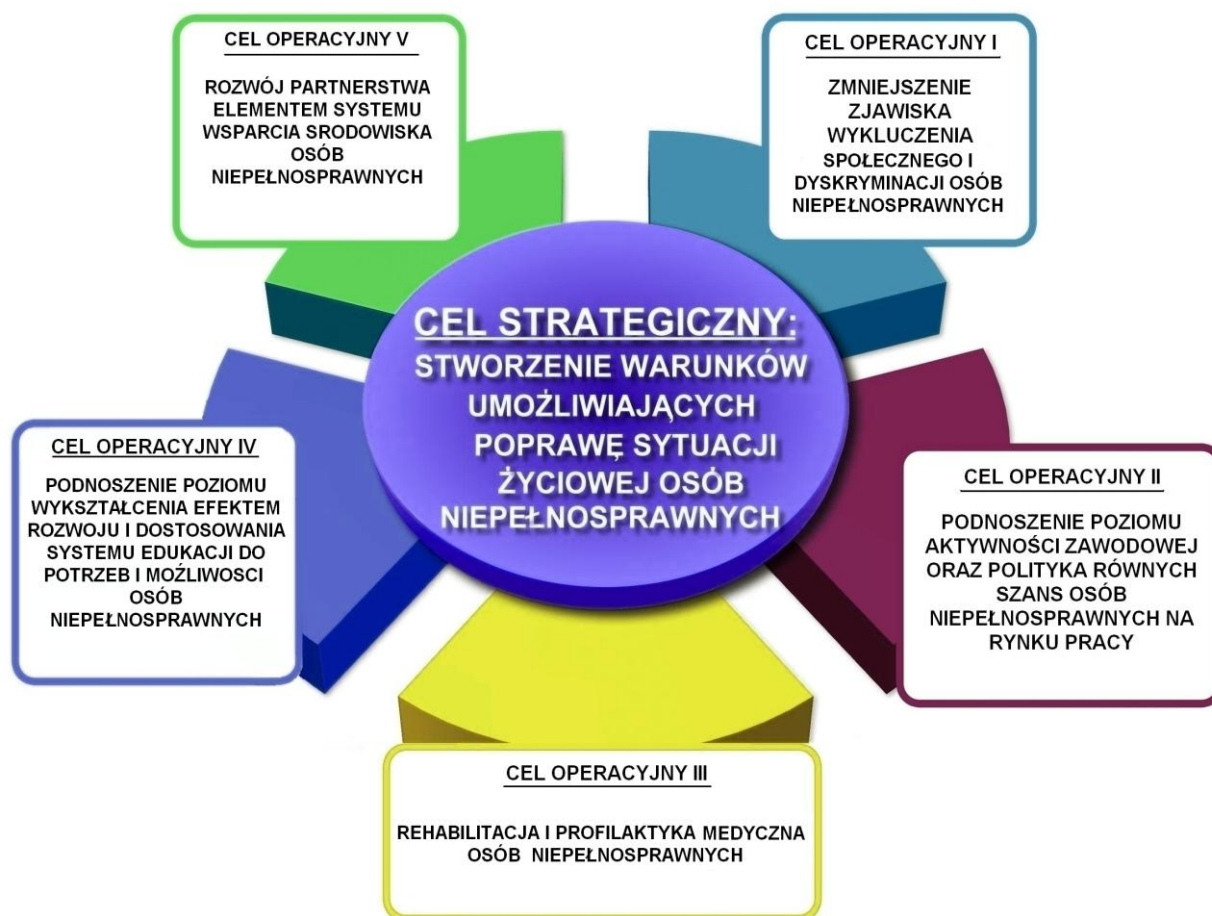 CEL STRATEGICZNY:
STWORZENIE WARUNKÓW
UMOŻLIWIAJĄCYCH
POPRAWĘ SYTUACJI
ŻYCIOWEJ OSÓB
NIEPEŁNOSPRAWNYCH
CEL OPERACYJNY I
ZMNIEJSZENIE
ZJAWISKA
WYKLUCZENIA
SPOŁECZNEGO I
DYSKRYMINACJI OSÓB
NIEPEŁNOSPRAWNYCH
CEL OPERACYJNY II
PODNOSZENIE POZIOMU
AKTYWNOŚCI ZAWODOWEJ
ORAZ POLITYKA RÓWNYCH
SZANS OSÓB
NIEPEŁNOSPRAWNYCH NA
RYNKU PRACY
CEL OPERACYJNY III
REHABILITACJA I PROFILAKTYKA MEDYCZNA
OSÓB NIEPEŁNOSPRAWNYCH
CEL OPERACYJNY IV
PODNOSZENIE POZIOMU
WYKSZTAŁCENIA EFEKTEM
ROZWOJU I DOSTOSOWANIA
SYSTEMU EDUKACJI DO
POTRZEB I MOŻLIWOSCI
OSÓB
NIEPEŁNOSPRAWNYCH
CEL OPERACYJNY V
ROZWÓJ PARTNERSTWA
ELEMENTEM SYSTEMU
WSPARCIA SRODOWISKA
OSÓB
NIEPEŁNOSPRAWNYCH